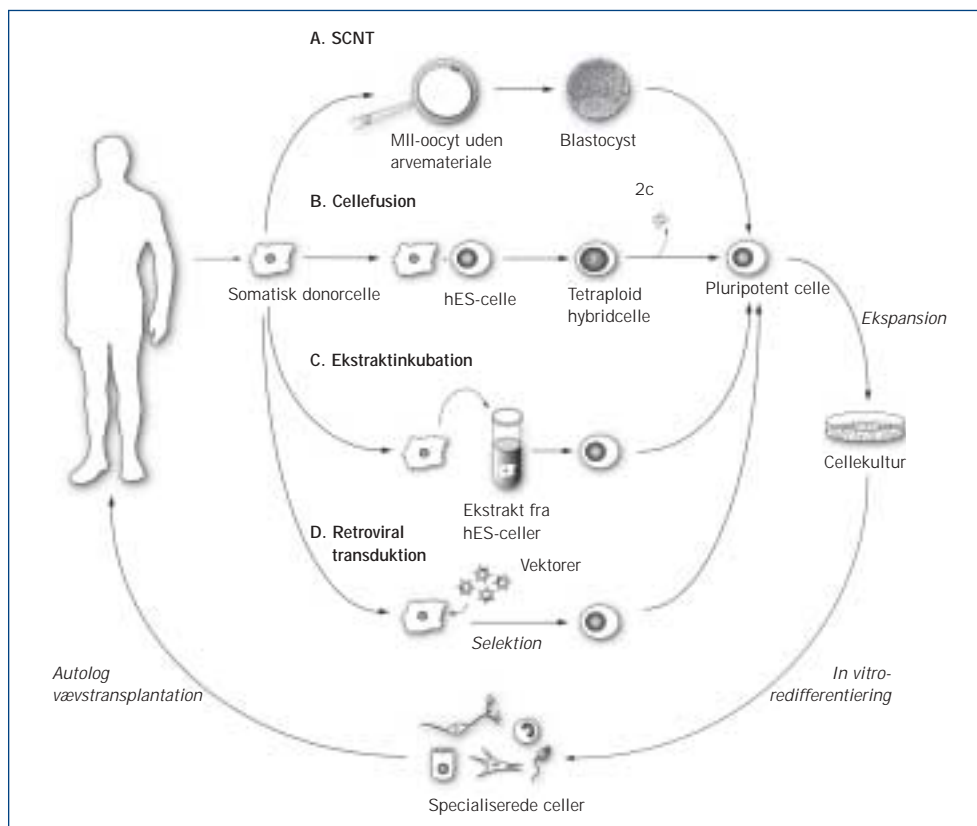 A. SCNT
MII-oocyt uden
arvemateriale
Blastocyst
B. Cellefusion
2c
Somatisk donorcelle
hES-celle
Tetraploid
hybridcelle
Pluripotent celle
Ekspansion
C. Ekstraktinkubation
Cellekultur
Ekstrakt fra
hES-celler
D. Retroviral
transduktion
Vektorer
Selektion
Autolog
vævstransplantation
In vitro-
redifferentiering
Specialiserede celler